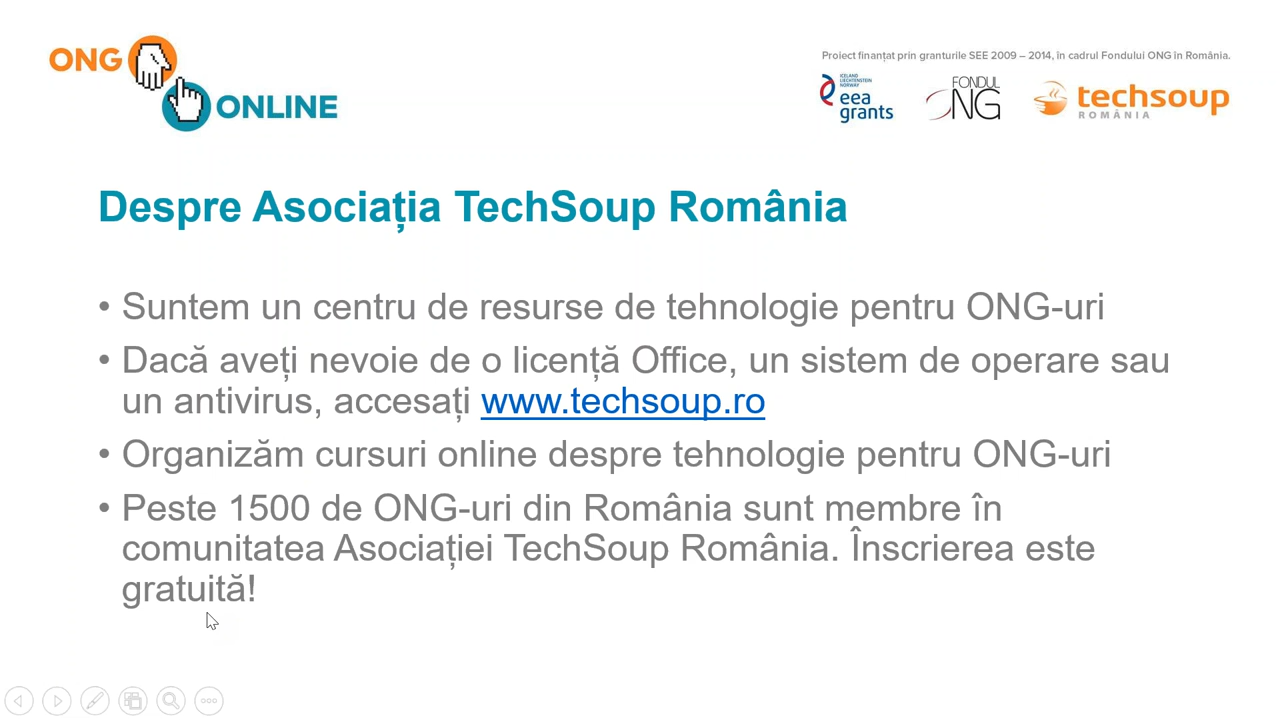 ONG
ONLINE
Proiect finanțat prin granturile SEE 2009 – 2014, în cadrul Fondului ONG în România.
ICELAND
LIECHTENSTEIN
NORWAY
eea
grants
FONDUL
ONG
techsoup
ROMÂNIA
Despre Asociația TechSoup România
• Suntem un centru de resurse de tehnologie pentru ONG-uri
• Dacă aveți nevoie de o licență Office, un sistem de operare sau
un antivirus, accesați www.techsoup.ro
• Organizăm cursuri online despre tehnologie pentru ONG-uri
• Peste 1500 de ONG-uri din România sunt membre în
comunitatea Asociației TechSoup România. Înscrierea este
gratuită!